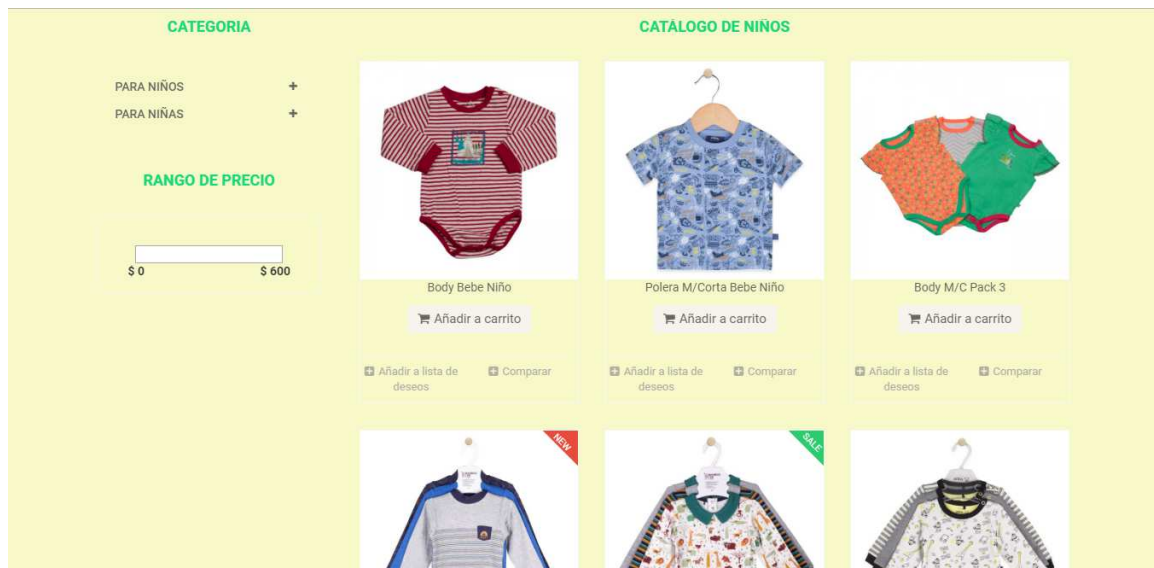 CATEGORIA
PARA NIÑOS
PARA NIÑAS
RANGO DE PRECIO
$ 0
$ 600
CATÁLOGO DE NIÑOS
Body Bebe Niño
Añadir a carrito
Añadir a lista de
deseos
Comparar
Polera M/Corta Bebe Niño
Añadir a carrito
Añadir a lista de
deseos
Comparar
Body M/C Pack 3
Añadir a carrito
Añadir a lista de
deseos
Comparar
NEW
SALE